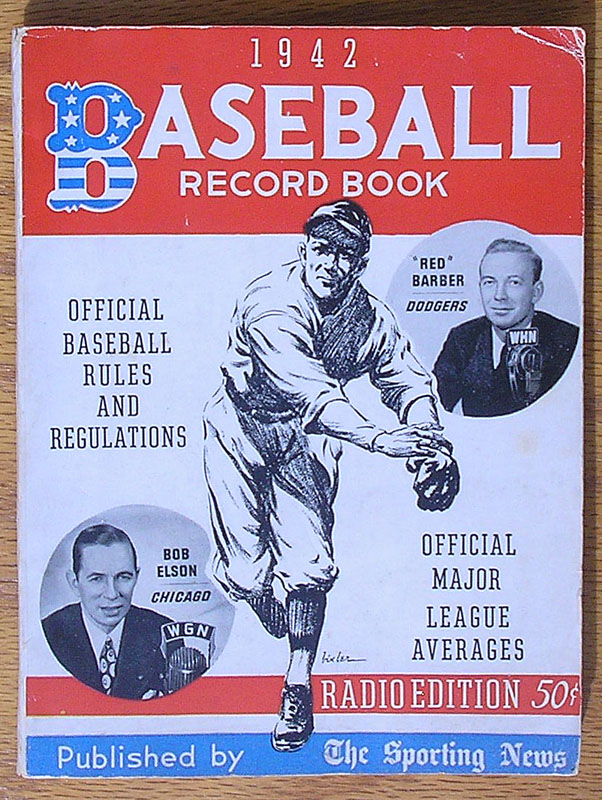 1942
BASEBALL
RECORD BOOK
"RED"
BARBER
DODGERS
WHN
OFFICIAL
BASEBALL
RULES
AND
REGULATIONS
BOB
ELSON
CHICAGO
WGN
OFFICIAL
MAJOR
LEAGUE
AVERAGES
bixler
RADIO EDITION 50¢
Published by The Sporting News